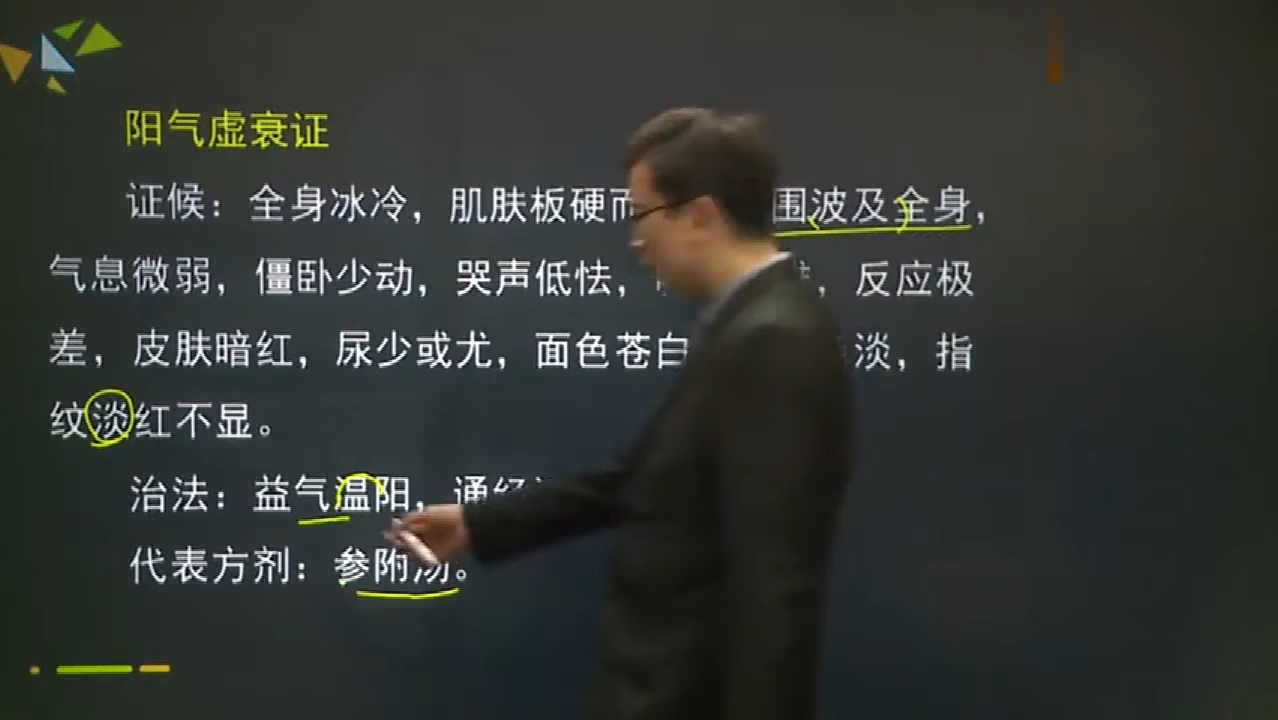 阳气虚衰证
证候：全身冰冷，肌肤板硬而 围波及全身，
气息微弱，僵卧少动，哭声低怯， ，反应极
差，皮肤暗红，尿少或尤，面色苍白 淡，指
纹淡红不显。
治法：益气温阳，通经
代表方剂：参附汤。